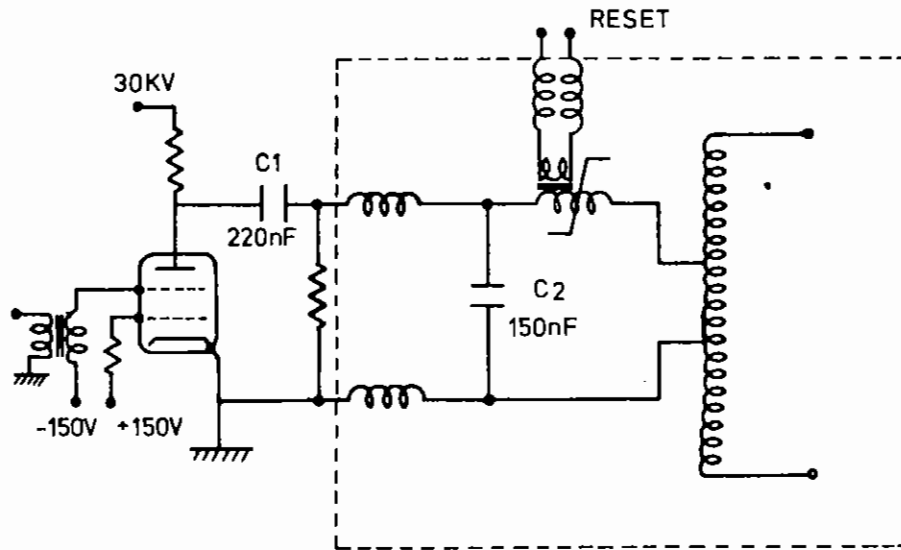 RESET
30KV
C1
220nF
C2
150nF
-150V +150V